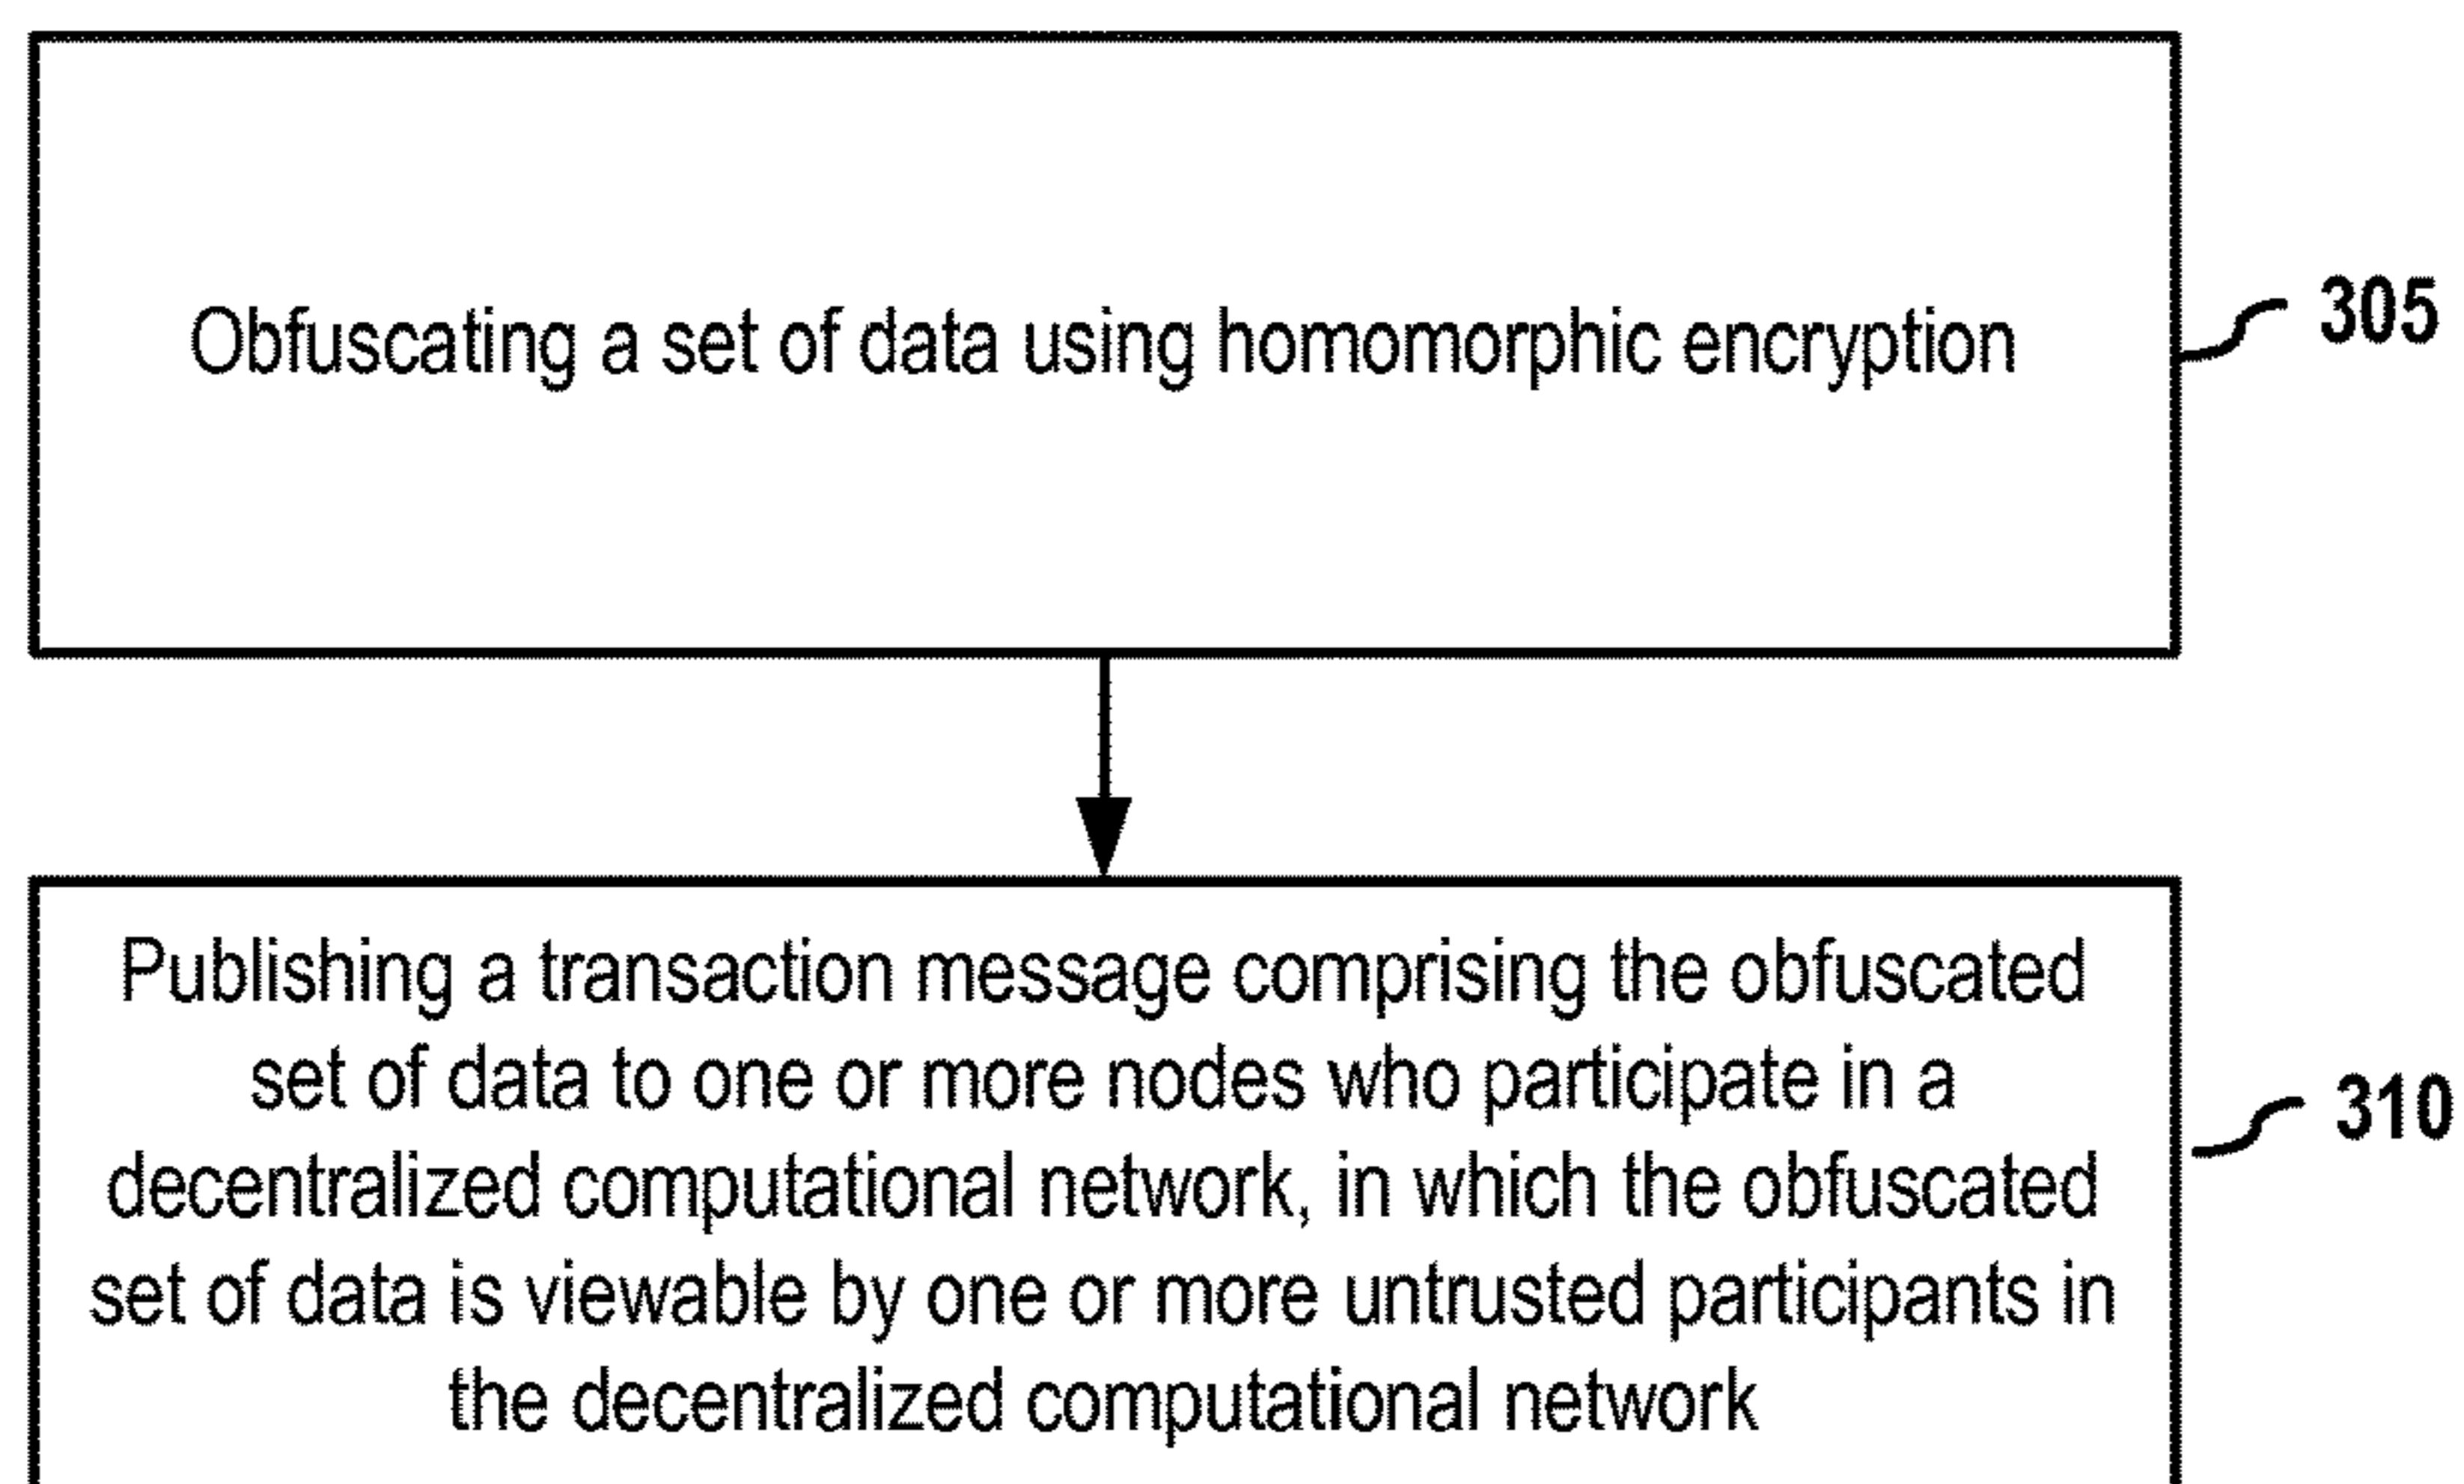 Obfuscating a set of data using homomorphic encryption
305
Publishing a transaction message comprising the obfuscated
set of data to one or more nodes who participate in a
decentralized computational network, in which the obfuscated
set of data is viewable by one or more untrusted participants in
the decentralized computational network
310